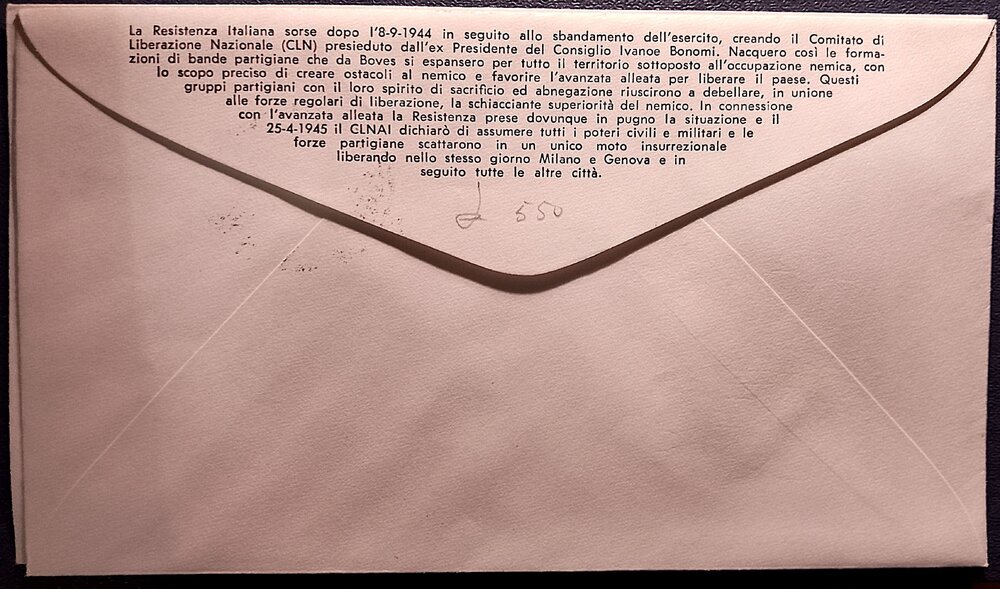 La Resistenza Italiana sorse dopo l'8-9-1944 in seguito allo sbandamento dell'esercito, creando il Comitato di
Liberazione Nazionale (CLN) presieduto dall'ex Presidente del Consiglio Ivanoe Bonomi. Nacquero così le forma-
zioni di bande partigiane che da Boves si espansero per tutto il territorio sottoposto all'occupazione nemica, con
lo scopo preciso di creare ostacoli al nemico e favorire l'avanzata alleata per liberare il paese. Questi
gruppi partigiani con il loro spirito di sacrificio ed abnegazione riuscirono a debellare, in unione
alle forze regolari di liberazione, la schiacciante superiorità del nemico. In connessione
con l'avanzata alleata la Resistenza prese dovunque in pugno la situazione e il
25-4-1945 il CLNAI dichiarò di assumere tutti i poteri civili e militari e le
forze partigiane scattarono in un unico moto insurrezionale
liberando nello stesso giorno Milano e Genova e in
seguito tutte le altre città.
550